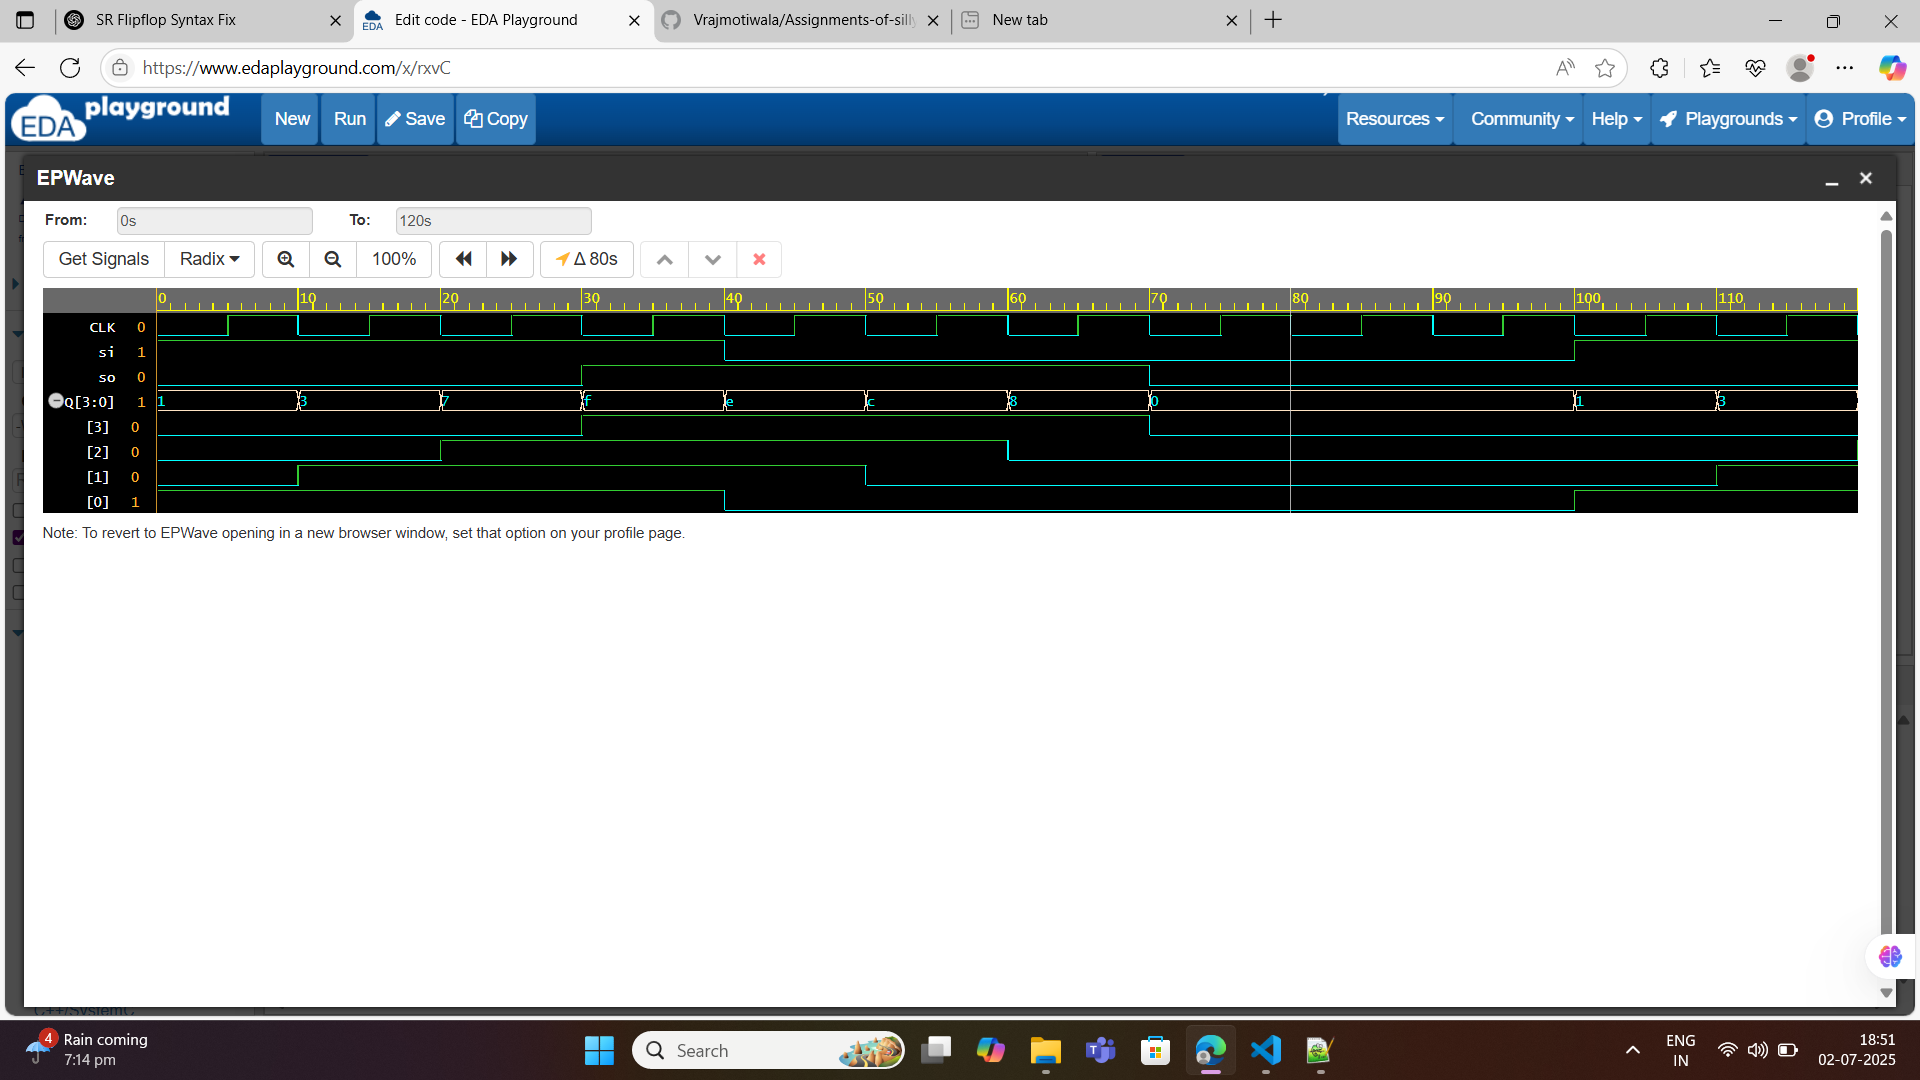 SR Flipflop Syntax Fix
Edit code - EDA Playground
Vrajmotiwala/Assignments-of-silly
New tab
https://www.edaplayground.com/x/rxvC
EDA playground
New Run Save Copy
Resources Community Help Playgrounds Profile
EPWave
From: 0s To: 120s
Get Signals Radix 100% Δ 80s
0 10 20 30 40 50 60 70 80 90 100 110
CLK 0
si 1
so 0
Q[3:0] 1 1 3 7 f e c 8 0 1 3
[3] 0
[2] 0
[1] 0
[0] 1
Note: To revert to EPWave opening in a new browser window, set that option on your profile page.
C++/SystemC
4 Rain coming
7:14 pm
Search
ENG
IN
18:51
02-07-2025